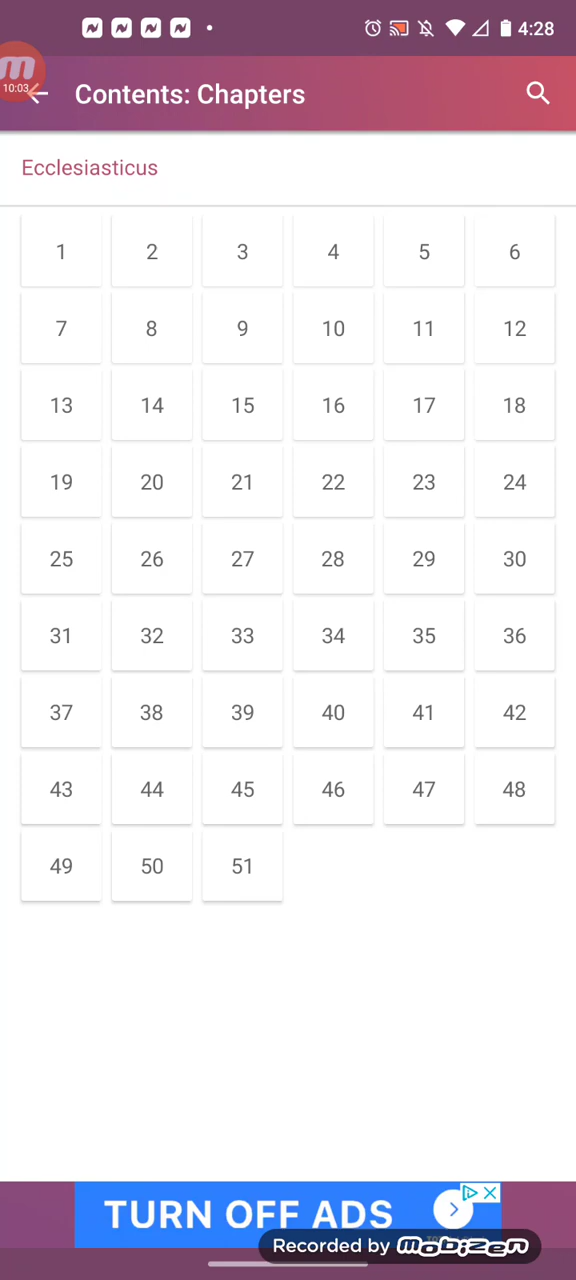 4:28
10:03
Contents: Chapters
Ecclesiasticus
1 2 3 4 5 6
7 8 9 10 11 12
13 14 15 16 17 18
19 20 21 22 23 24
25 26 27 28 29 30
31 32 33 34 35 36
37 38 39 40 41 42
43 44 45 46 47 48
49 50 51
TURN OFF ADS
Recorded by mobizen